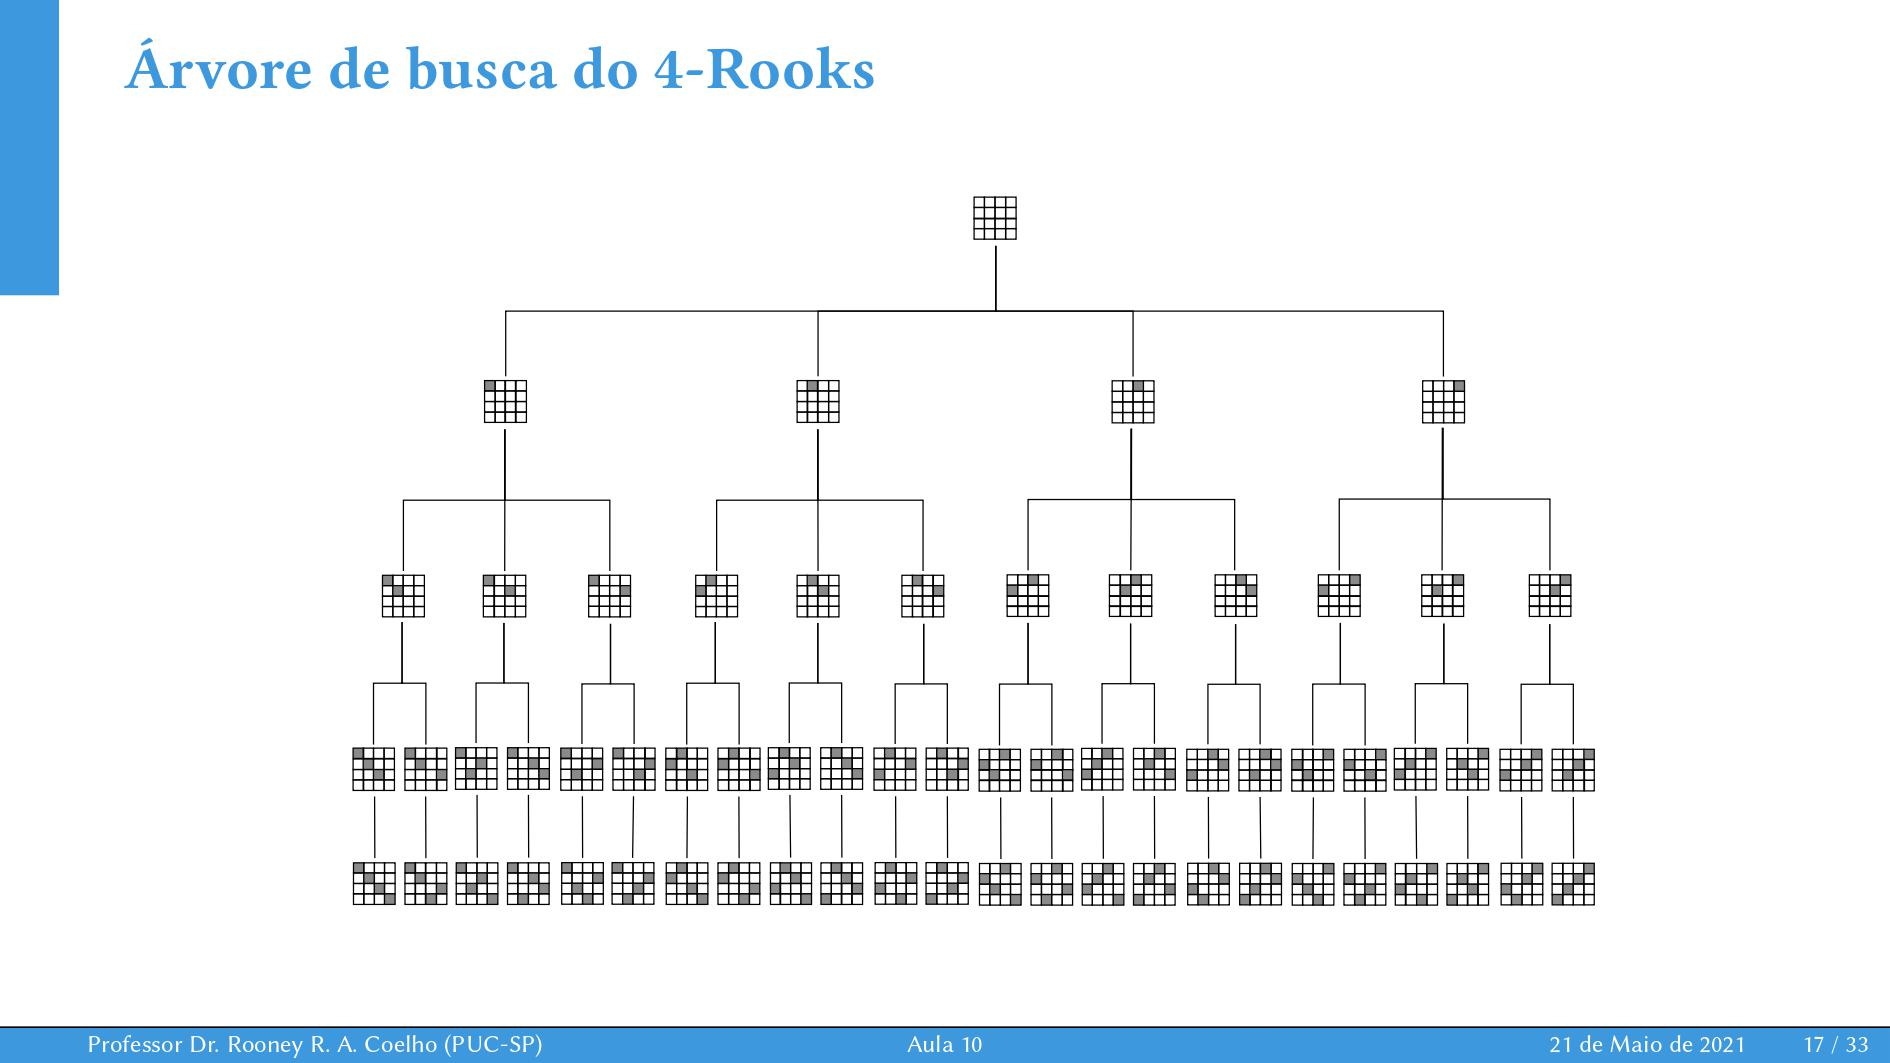 Árvore de busca do 4-Rooks
Professor Dr. Rooney R. A. Coelho (PUC-SP)
Aula 10
21 de Maio de 2021
17 / 33